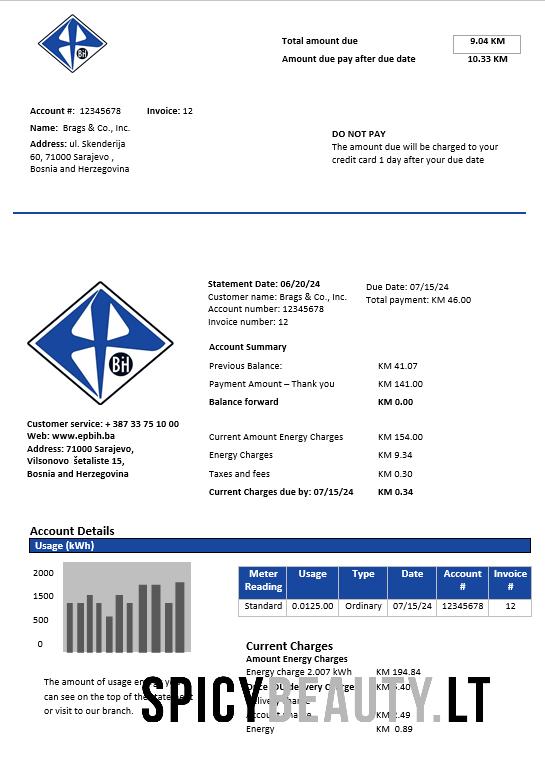 Total amount due 9.04 KM
Amount due pay after due date 10.33 KM
BiH
Account #: 12345678 Invoice: 12
Name: Brags & Co., Inc.
Address: ul. Skenderija
60, 71000 Sarajevo ,
Bosnia and Herzegovina
DO NOT PAY
The amount due will be charged to your
credit card 1 day after your due date
Statement Date: 06/20/24
Customer name: Brags & Co., Inc.
Account number: 12345678
Invoice number: 12
Due Date: 07/15/24
Total payment: KM 46.00
Account Summary
Previous Balance: KM 41.07
Payment Amount – Thank you KM 141.00
Balance forward KM 0.00
BiH
Customer service: + 387 33 75 10 00
Web: www.epbih.ba
Address: 71000 Sarajevo,
Vilsonovo šetaliste 15,
Bosnia and Herzegovina
Current Amount Energy Charges KM 154.00
Energy Charges KM 9.34
Taxes and fees KM 0.30
Current Charges due by: 07/15/24 KM 0.34
Account Details
Usage (kWh)
2000
1500
500
0
Meter Reading Usage Type Date Account # Invoice #
Standard 0.0125.00 Ordinary 07/15/24 12345678 12
The amount of usage energy you
can see on the top of the statement
or visit to our branch.
Current Charges
Amount Energy Charges
Energy charge 2.007 kWh KM 194.84
delivery Charge KM 5.40
Delivery charge
Account charge KM 2.49
Energy KM 0.89
SPICYBEAUTY.LT